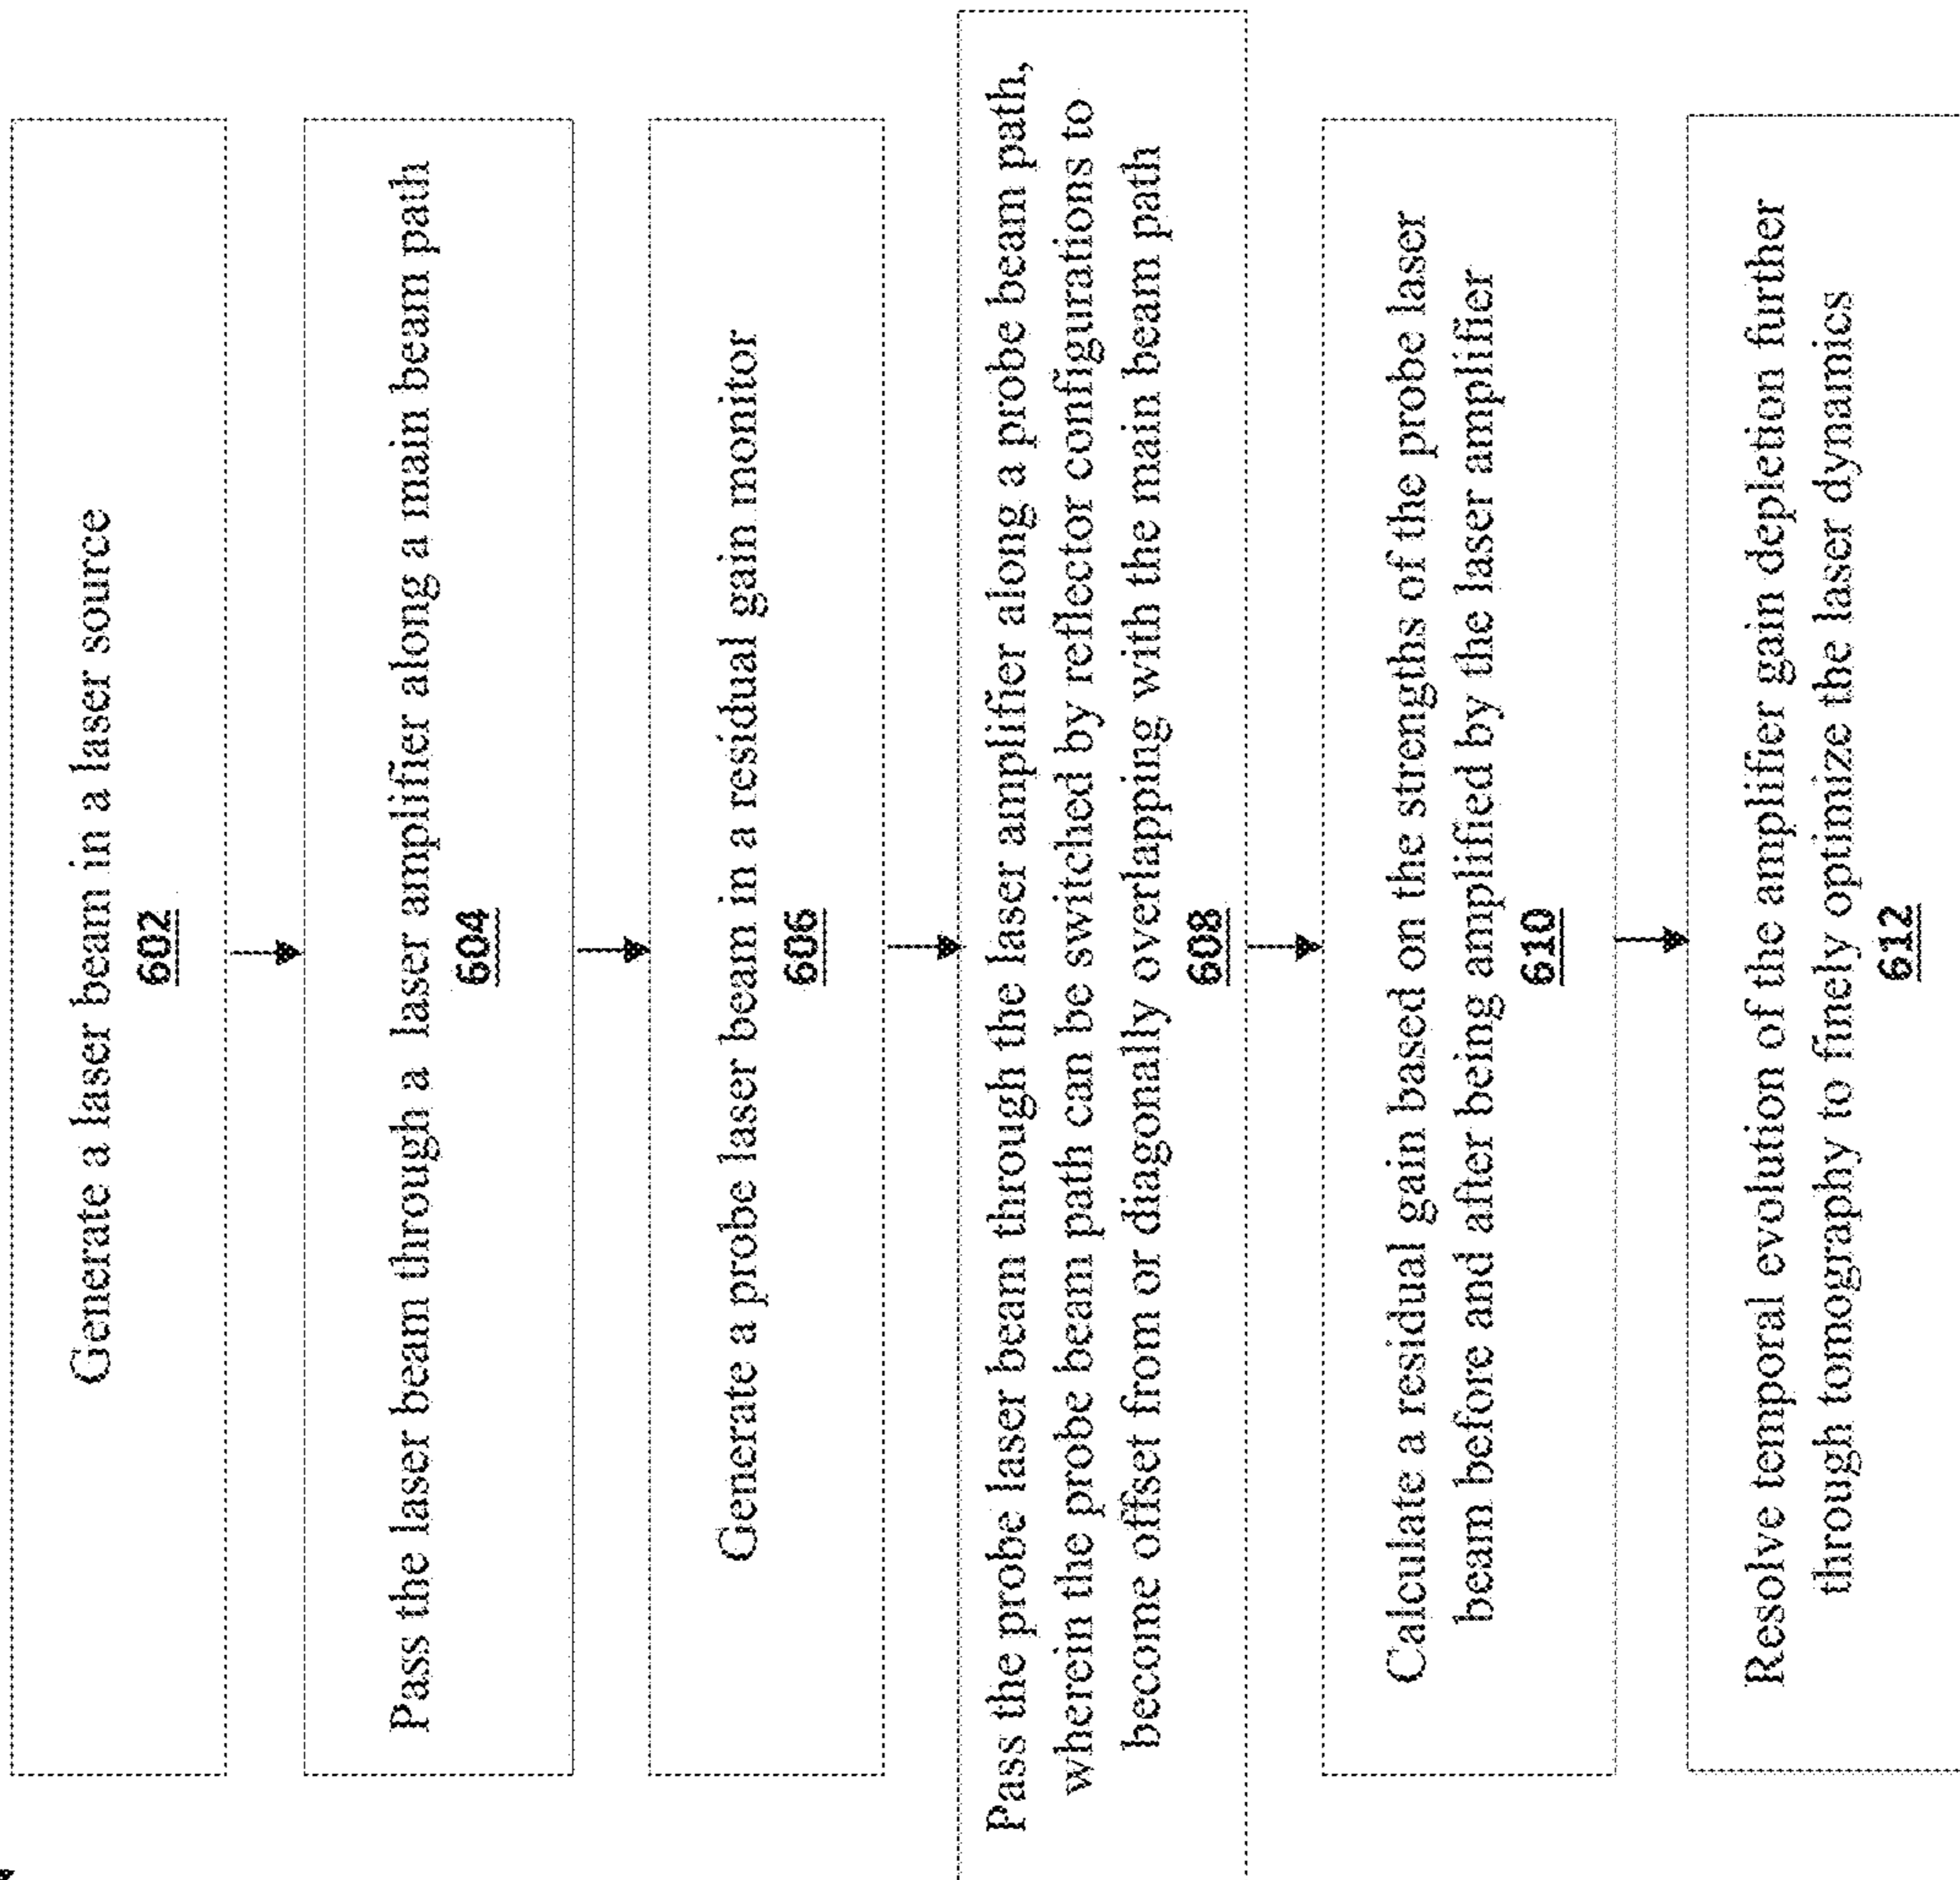 Generate a laser beam in a laser source
602
Pass the laser beam through a laser amplifier along a main beam path
604
Generate a probe laser beam in a residual gain monitor
606
Pass the probe laser beam through the laser amplifier along a probe beam path,
wherein the probe beam path can be switched by reflector configurations to
become offset from or diagonally overlapping with the main beam path
608
Calculate a residual gain based on the strengths of the probe laser
beam before and after being amplified by the laser amplifier
610
Resolve temporal evolution of the amplifier gain depletion further
through tomography to finely optimize the laser dynamics
612